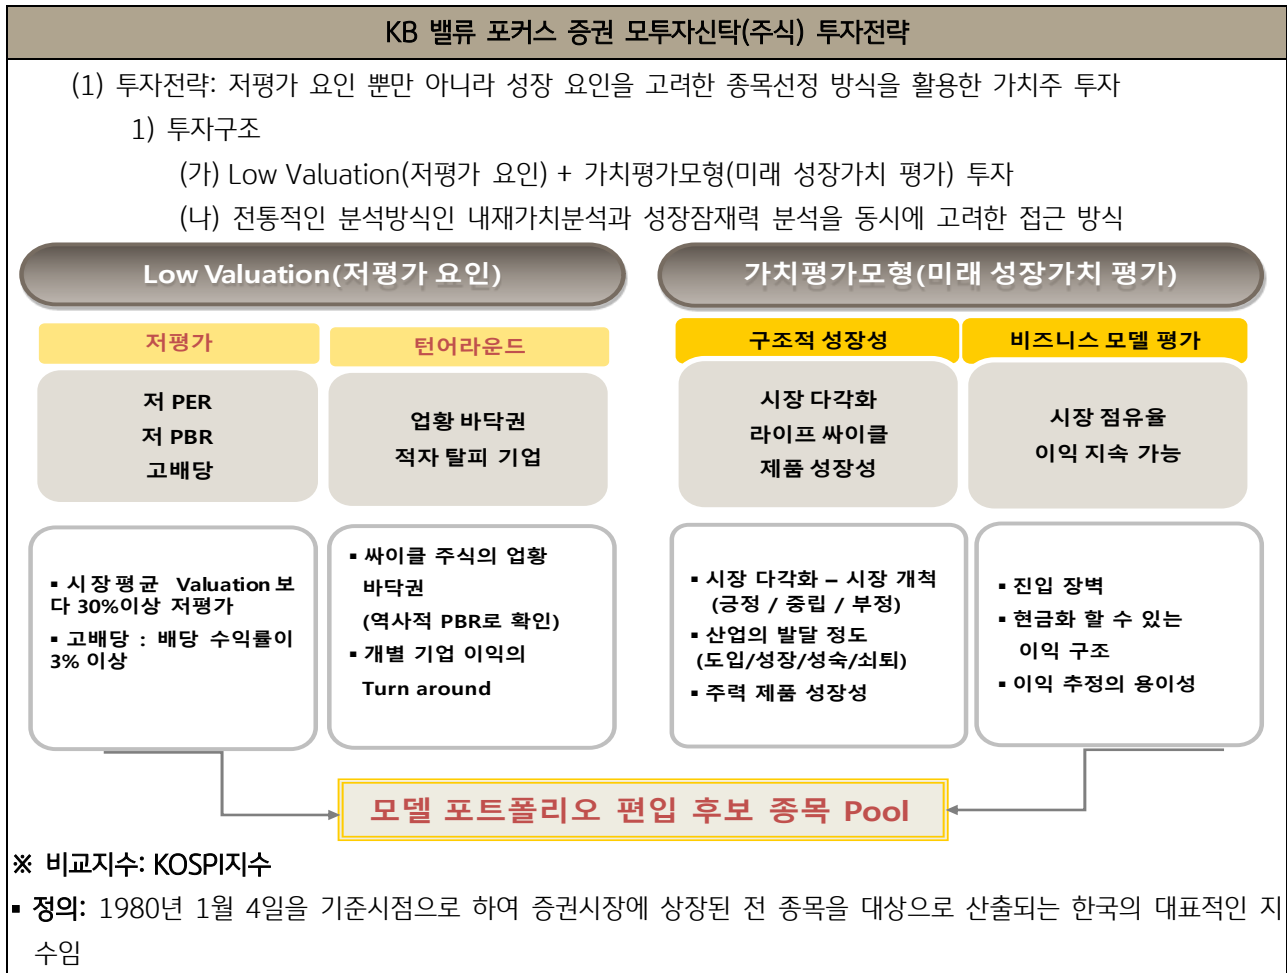 KB 밸류 포커스 증권 모투자신탁(주식) 투자전략
(1) 투자전략: 저평가 요인 뿐만 아니라 성장 요인을 고려한 종목선정 방식을 활용한 가치주 투자
1) 투자구조
(가) Low Valuation(저평가 요인) + 가치평가모형(미래 성장가치 평가) 투자
(나) 전통적인 분석방식인 내재가치분석과 성장잠재력 분석을 동시에 고려한 접근 방식
Low Valuation(저평가 요인)
저평가
턴어라운드
저 PER
저 PBR
고배당
업황 바닥권
적자 탈피 기업
▪ 시장평균 Valuation 보
다 30%이상 저평가
▪ 고배당 : 배당 수익률이
3% 이상
▪ 싸이클 주식의 업황
바닥권
(역사적 PBR로 확인)
▪ 개별 기업 이익의
Turn around
가치평가모형(미래 성장가치 평가)
구조적 성장성
비즈니스 모델 평가
시장 다각화
라이프 싸이클
제품 성장성
시장 점유율
이익 지속 가능
▪ 시장 다각화 – 시장 개척
(긍정 / 중립 / 부정)
▪ 산업의 발달 정도
(도입/성장/성숙/쇠퇴)
▪ 주력 제품 성장성
▪ 진입 장벽
▪ 현금화 할 수 있는
이익 구조
▪ 이익 추정의 용이성
모델 포트폴리오 편입 후보 종목 Pool
※ 비교지수: KOSPI지수
▪ 정의: 1980년 1월 4일을 기준시점으로 하여 증권시장에 상장된 전 종목을 대상으로 산출되는 한국의 대표적인 지
수임